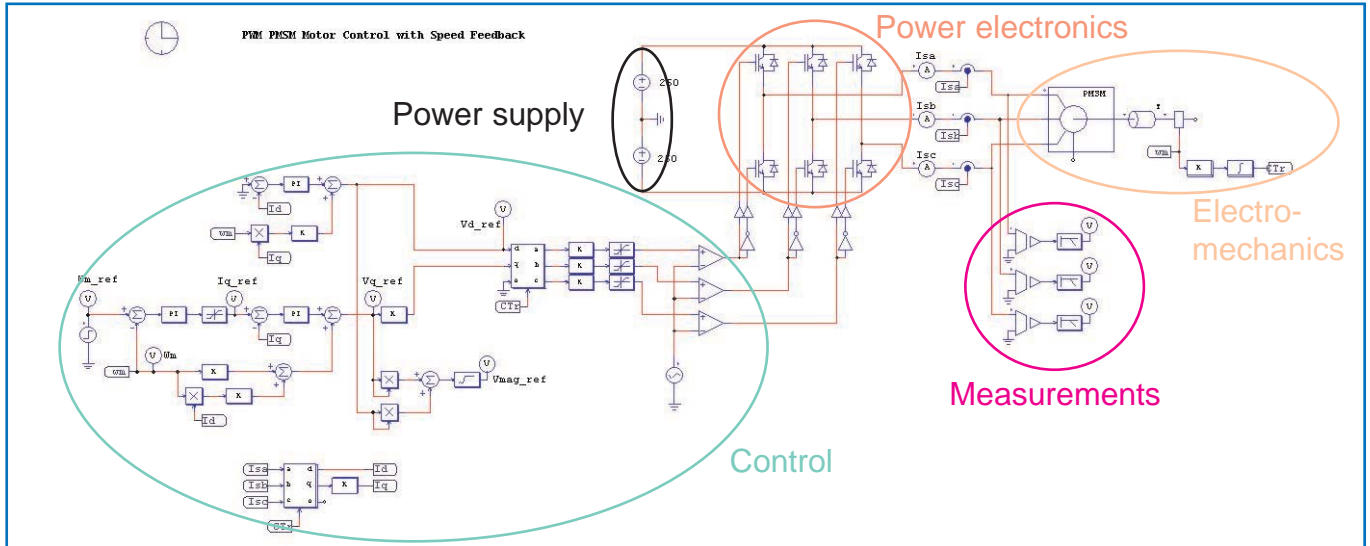 PWM PMSM Motor Control with Speed Feedback
Power electronics
Power supply
250
250
Isa
Isa
Isb
Isb
Isc
Isc
PMSM
T
wm
K
CTr
Electro-
mechanics
PI
Id
wm
K
Iq
Vd_ref
V
d
q
o
a
b
c
K
K
K
CTr
Wm_ref
V
Iq_ref
V
Vq_ref
V
PI
PI
K
Iq
Wm
V
wm
K
K
Id
V
Vmag_ref
V
V
V
Measurements
Control
Isa
Isb
Isc
a
b
c
d
q
o
K
Id
Iq
CTr
A
A
A